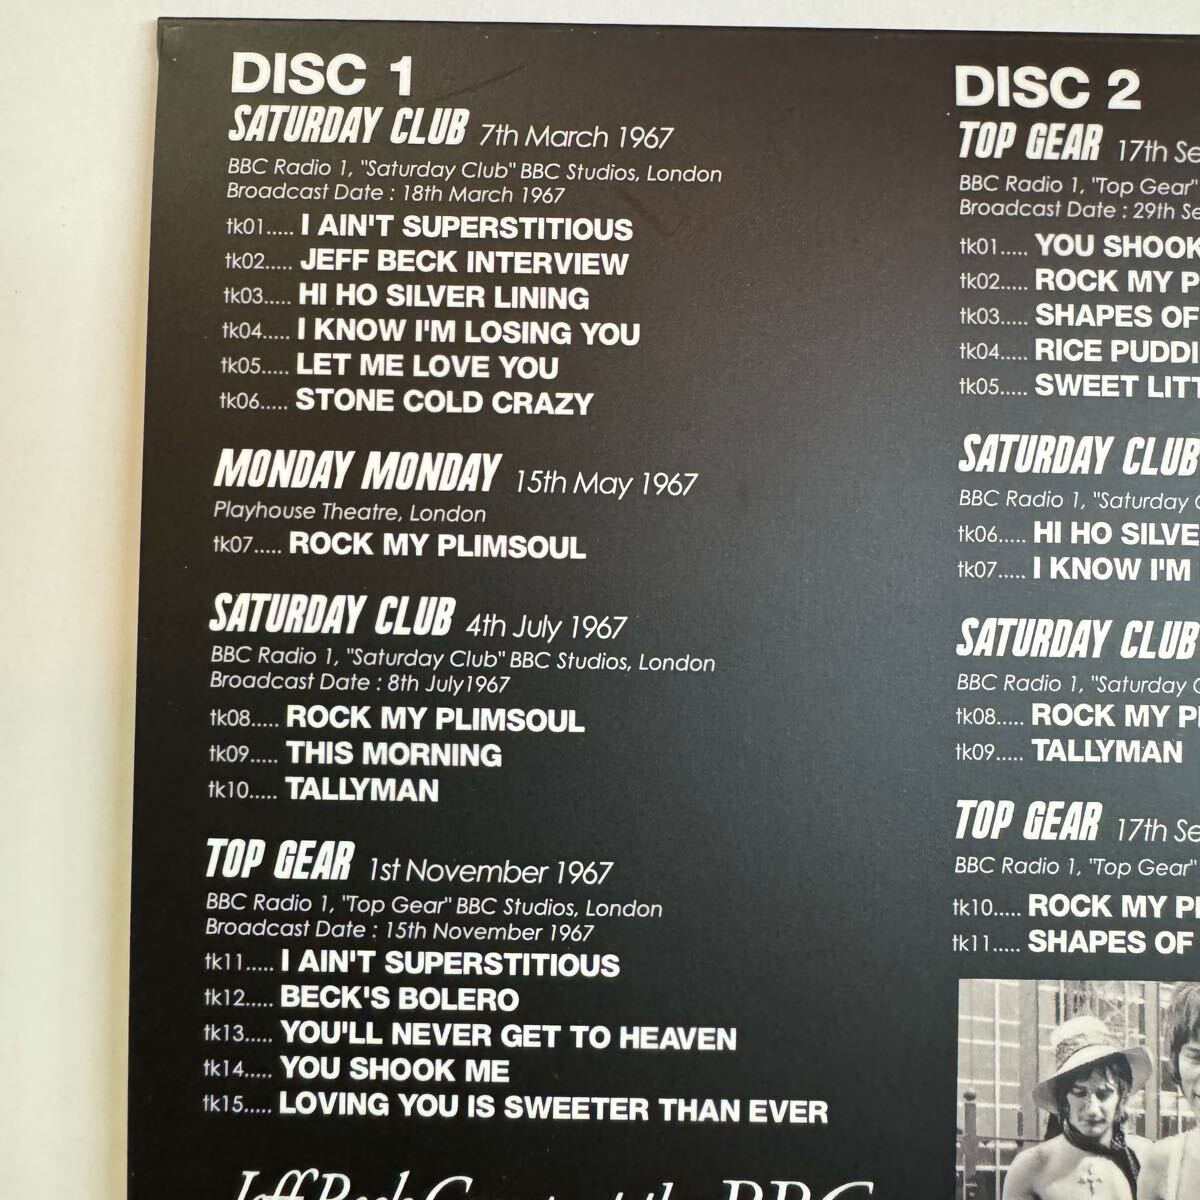 DISC 1
SATURDAY CLUB 7th March 1967
BBC Radio 1, "Saturday Club" BBC Studios, London
Broadcast Date : 18th March 1967
tk01..... I AIN'T SUPERSTITIOUS
tk02..... JEFF BECK INTERVIEW
tk03..... HI HO SILVER LINING
tk04..... I KNOW I'M LOSING YOU
tk05..... LET ME LOVE YOU
tk06..... STONE COLD CRAZY
MONDAY MONDAY 15th May 1967
Playhouse Theatre, London
tk07..... ROCK MY PLIMSOUL
SATURDAY CLUB 4th July 1967
BBC Radio 1, "Saturday Club" BBC Studios, London
Broadcast Date : 8th July1967
tk08..... ROCK MY PLIMSOUL
tk09..... THIS MORNING
tk10..... TALLYMAN
TOP GEAR 1st November 1967
BBC Radio 1, "Top Gear" BBC Studios, London
Broadcast Date : 15th November 1967
tk11..... I AIN'T SUPERSTITIOUS
tk12..... BECK'S BOLERO
tk13..... YOU'LL NEVER GET TO HEAVEN
tk14..... YOU SHOOK ME
tk15..... LOVING YOU IS SWEETER THAN EVER
Jeff Beck
DISC 2
TOP GEAR 17th Se
BBC Radio 1, "Top Gear"
Broadcast Date : 29th Se
tk01..... YOU SHOOK
tk02..... ROCK MY P
tk03..... SHAPES OF
tk04..... RICE PUDDI
tk05..... SWEET LITT
SATURDAY CLUB
BBC Radio 1, "Saturday C
tk06..... HI HO SILVE
tk07..... I KNOW I'M
SATURDAY CLUB
BBC Radio 1, "Saturday C
tk08..... ROCK MY P
tk09..... TALLYMAN
TOP GEAR 17th Se
BBC Radio 1, "Top Gear"
tk10..... ROCK MY P
tk11..... SHAPES OF